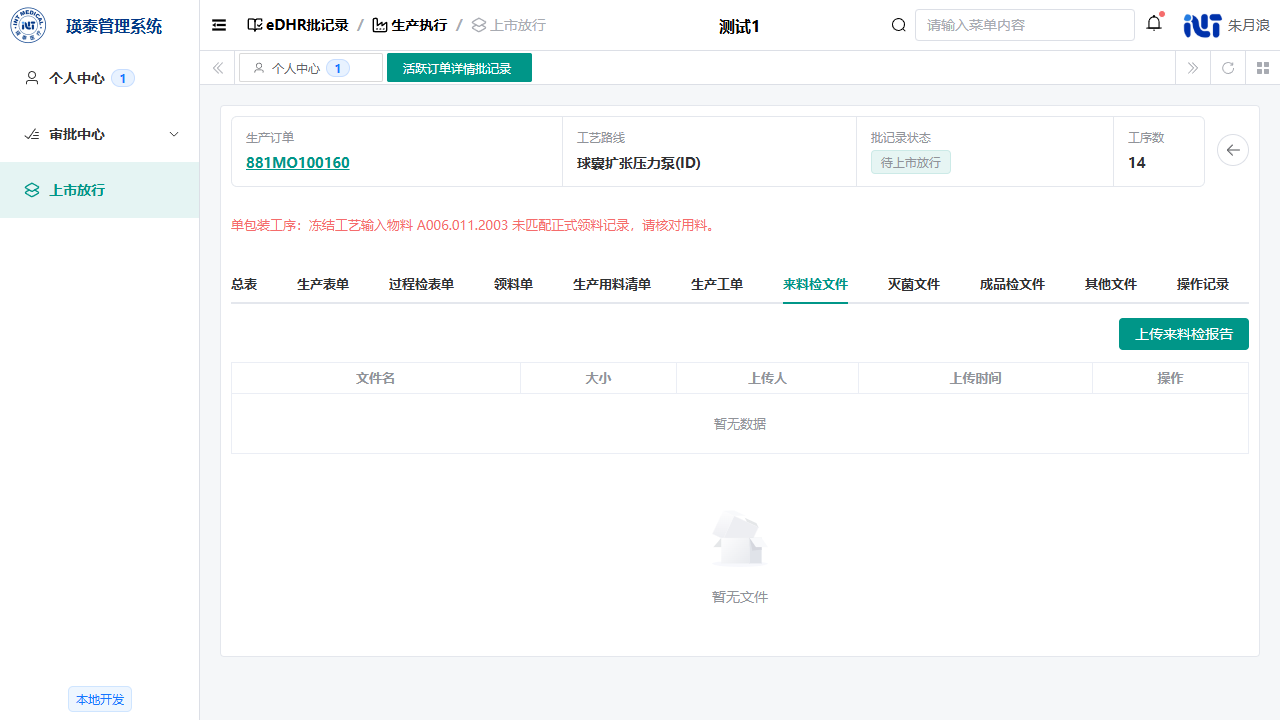 瑛泰管理系统
eDHR批记录 / 生产执行 / 上市放行
测试1
请输入菜单内容
朱月浪
个人中心 1
审批中心
上市放行
个人中心 1
活跃订单详情批记录
生产订单
881MO100160
工艺路线
球囊扩张压力泵(ID)
批记录状态
待上市放行
工序数
14
单包装工序：冻结工艺输入物料 A006.011.2003 未匹配正式领料记录，请核对用料。
总表 生产表单 过程检表单 领料单 生产用料清单 生产工单 来料检文件 灭菌文件 成品检文件 其他文件 操作记录
上传来料检报告
文件名 大小 上传人 上传时间 操作
暂无数据
暂无文件
本地开发